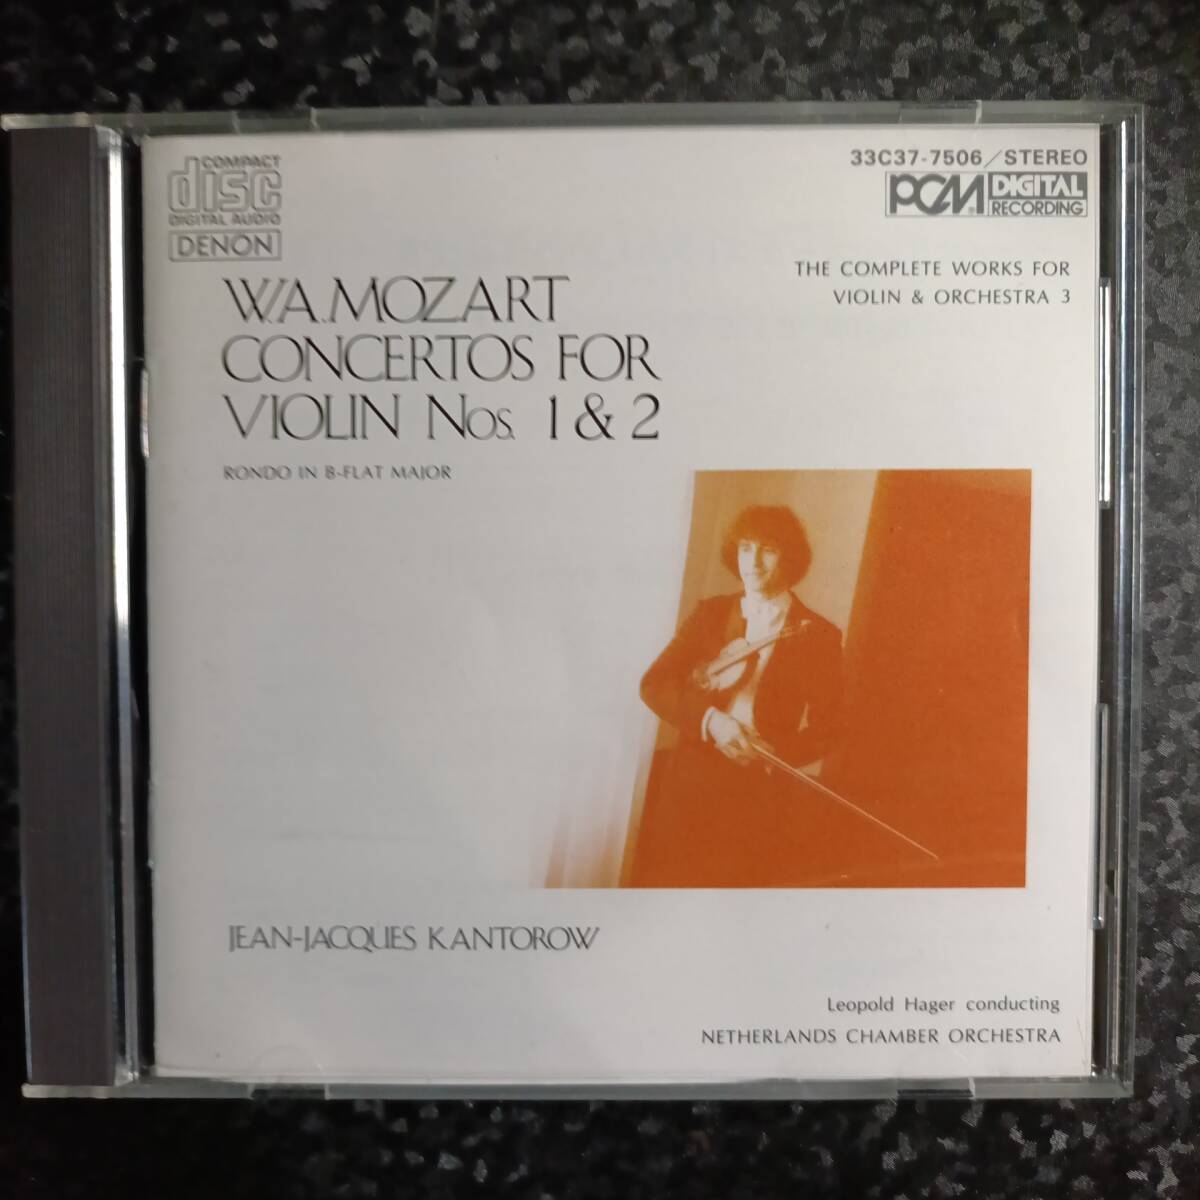 COMPACT
disc
DIGITAL AUDIO
DENON
33C37-7506/STEREO
PCM DIGITAL
RECORDING
THE COMPLETE WORKS FOR
VIOLIN & ORCHESTRA 3
W.A.MOZART
CONCERTOS FOR
VIOLIN Nos. 1 & 2
RONDO IN B-FLAT MAJOR
JEAN-JACQUES KANTOROW
Leopold Hager conducting
NETHERLANDS CHAMBER ORCHESTRA